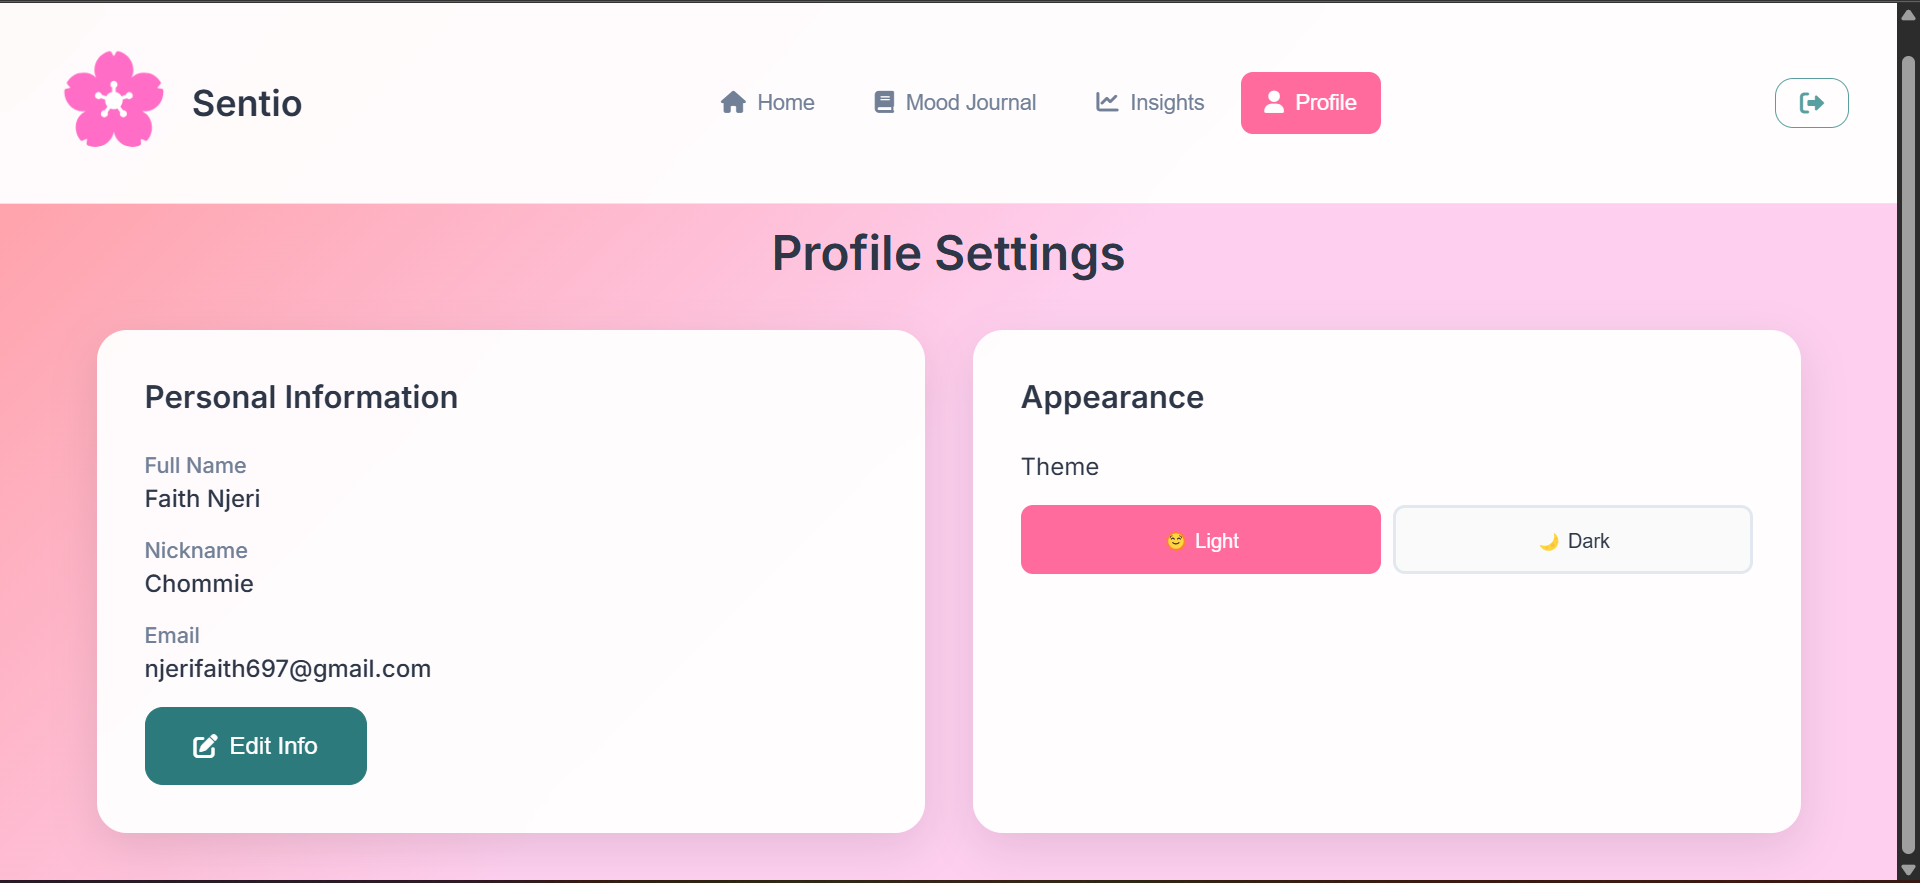 Sentio
Home
Mood Journal
Insights
Profile
Profile Settings
Personal Information
Full Name
Faith Njeri
Nickname
Chommie
Email
njerifaith697@gmail.com
Edit Info
Appearance
Theme
😊 Light
🌙 Dark